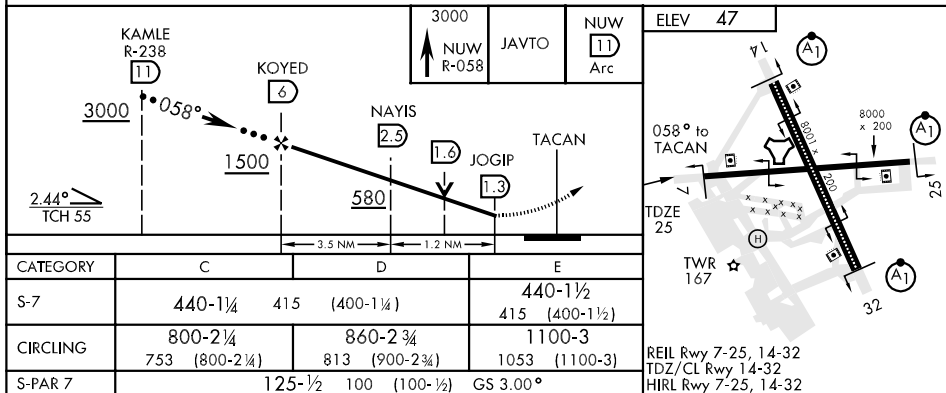 KAMLE
R-238
11
3000
058°
KOYED
6
1500
NAYIS
2.5
580
1.6
JOGIP
1.3
TACAN
3000
NUW
R-058
JAVTO
NUW
11
Arc
2.44°
TCH 55
3.5 NM
1.2 NM
ELEV 47
14
A1
058° to
TACAN
8001 x
200
8000
x 200
A1
7
25
TDZE
25
H
TWR
167
A1
32
REIL Rwy 7-25, 14-32
TDZ/CL Rwy 14-32
HIRL Rwy 7-25, 14-32
CATEGORY C D E
S-7 440-1¼ 415 (400-1¼) 440-1½
415 (400-1½)
CIRCLING 800-2¼ 860-2¾ 1100-3
753 (800-2¼) 813 (900-2¾) 1053 (1100-3)
S-PAR 7 125-½ 100 (100-½) GS 3.00°